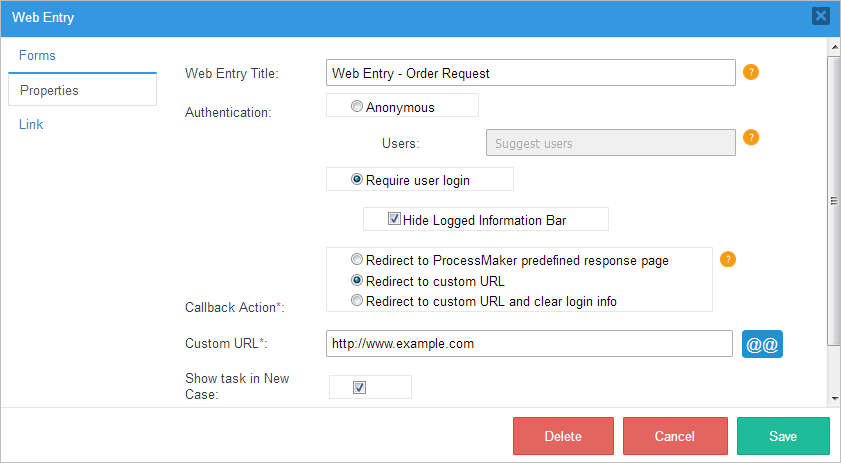 Web Entry
Forms
Properties
Link
Web Entry Title:
Web Entry - Order Request
?
Authentication:
Anonymous
Users:
Suggest users
?
Require user login
Hide Logged Information Bar
Redirect to ProcessMaker predefined response page
?
Redirect to custom URL
Redirect to custom URL and clear login info
Callback Action*:
Custom URL*:
http://www.example.com
@@
Show task in New
Case:
Delete
Cancel
Save